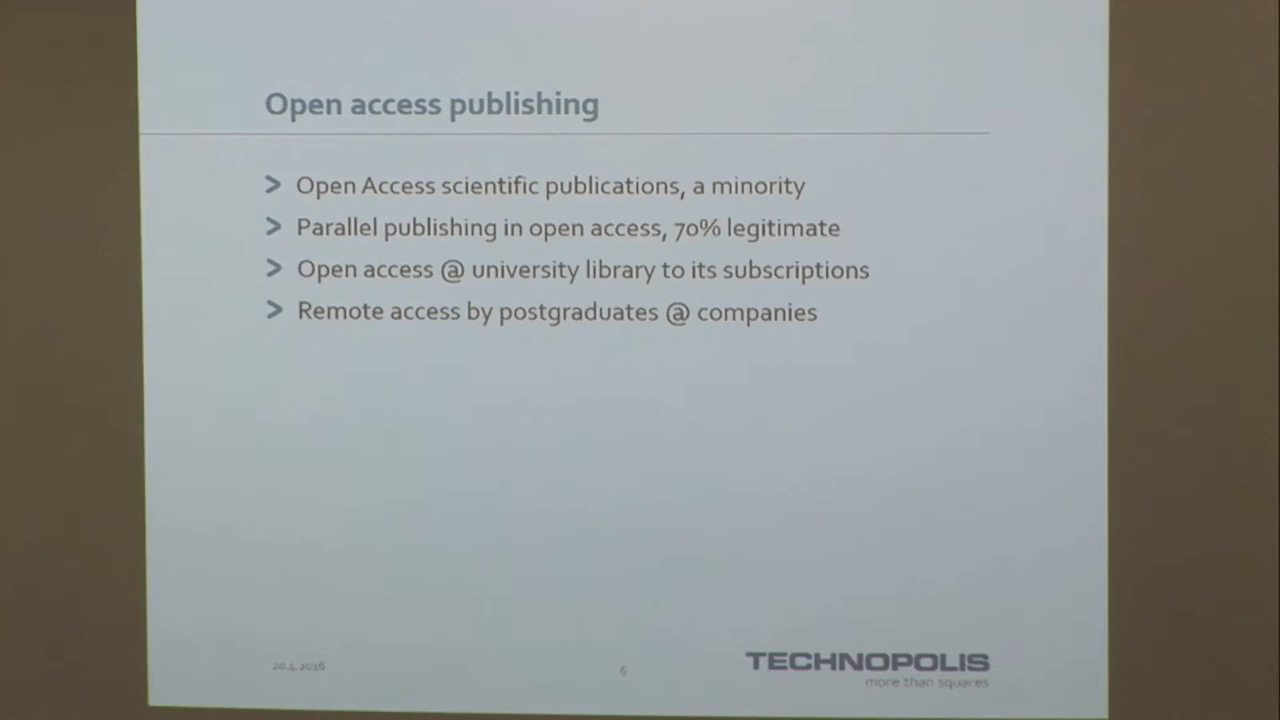 Open access publishing
> Open Access scientific publications, a minority
> Parallel publishing in open access, 70% legitimate
> Open access @ university library to its subscriptions
> Remote access by postgraduates @ companies
20.4.2016
6
TECHNOPOLIS
more than squares